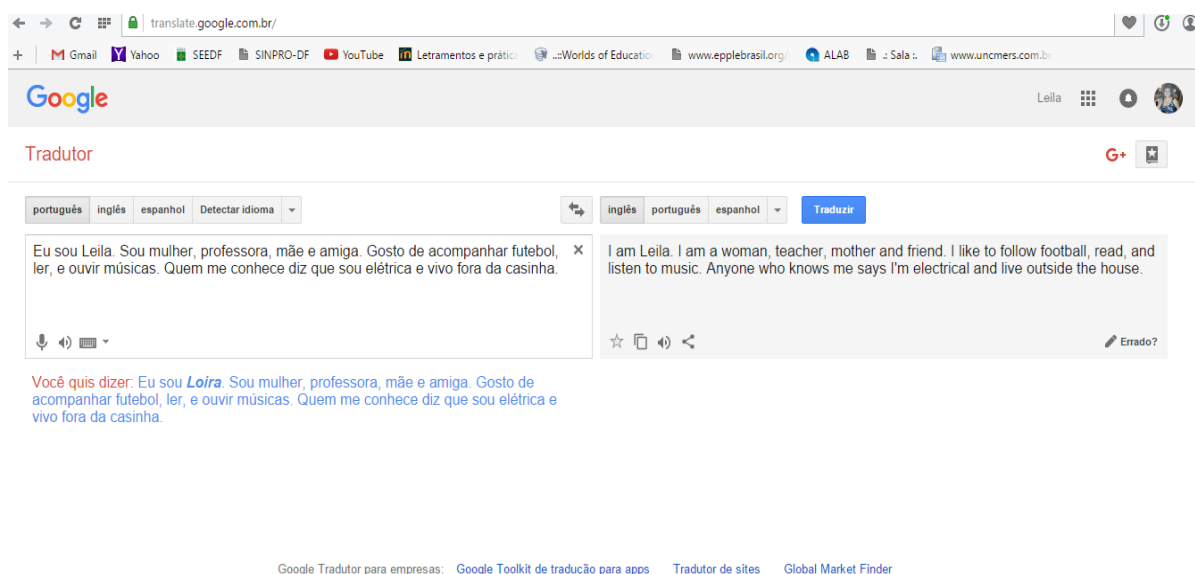 translate.google.com.br/
+ Gmail Yahoo SEEDF SINPRO-DF YouTube Letramentos e prátic ..::Worlds of Educatio www.epplebrasil.org/ ALAB .: Sala :. www.uncmers.com.b
Google Leila
Tradutor G+
português inglês espanhol Detectar idioma inglês português espanhol Traduzir
Eu sou Leila. Sou mulher, professora, mãe e amiga. Gosto de acompanhar futebol,
ler, e ouvir músicas. Quem me conhece diz que sou elétrica e vivo fora da casinha.
I am Leila. I am a woman, teacher, mother and friend. I like to follow football, read, and
listen to music. Anyone who knows me says I'm electrical and live outside the house.
Errado?
Você quis dizer: Eu sou Loira. Sou mulher, professora, mãe e amiga. Gosto de
acompanhar futebol, ler, e ouvir músicas. Quem me conhece diz que sou elétrica e
vivo fora da casinha.
Google Tradutor para empresas: Google Toolkit de tradução para apps Tradutor de sites Global Market Finder